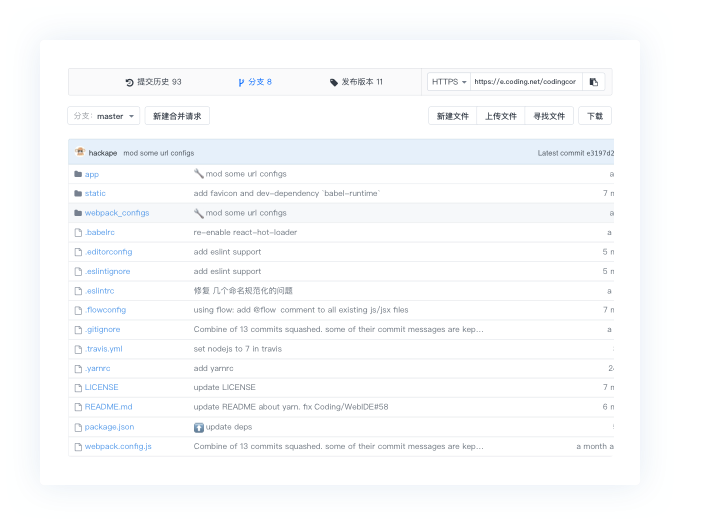 提交历史 93 分支 8 发布版本 11 HTTPS https://e.coding.net/codingcor
分支: master 新建合并请求 新建文件 上传文件 寻找文件 下载
hackape mod some url configs Latest commit e3197d2
app mod some url configs a
static add favicon and dev-dependency `babel-runtime` 7 m
webpack_configs mod some url configs a
.babelrc re-enable react-hot-loader a
.editorconfig add eslint support 5 m
.eslintignore add eslint support 5 m
.eslintrc 修复 几个命名规范化的问题 a
.flowconfig using flow: add @flow comment to all existing js/jsx files 7 m
.gitignore Combine of 13 commits squashed. some of their commit messages are kep... a
.travis.yml set nodejs to 7 in travis
.yarnrc add yarnrc 2
LICENSE update LICENSE 7 m
README.md update README about yarn. fix Coding/WebIDE#58 6 m
package.json update deps
webpack.config.js Combine of 13 commits squashed. some of their commit messages are kep... a month a